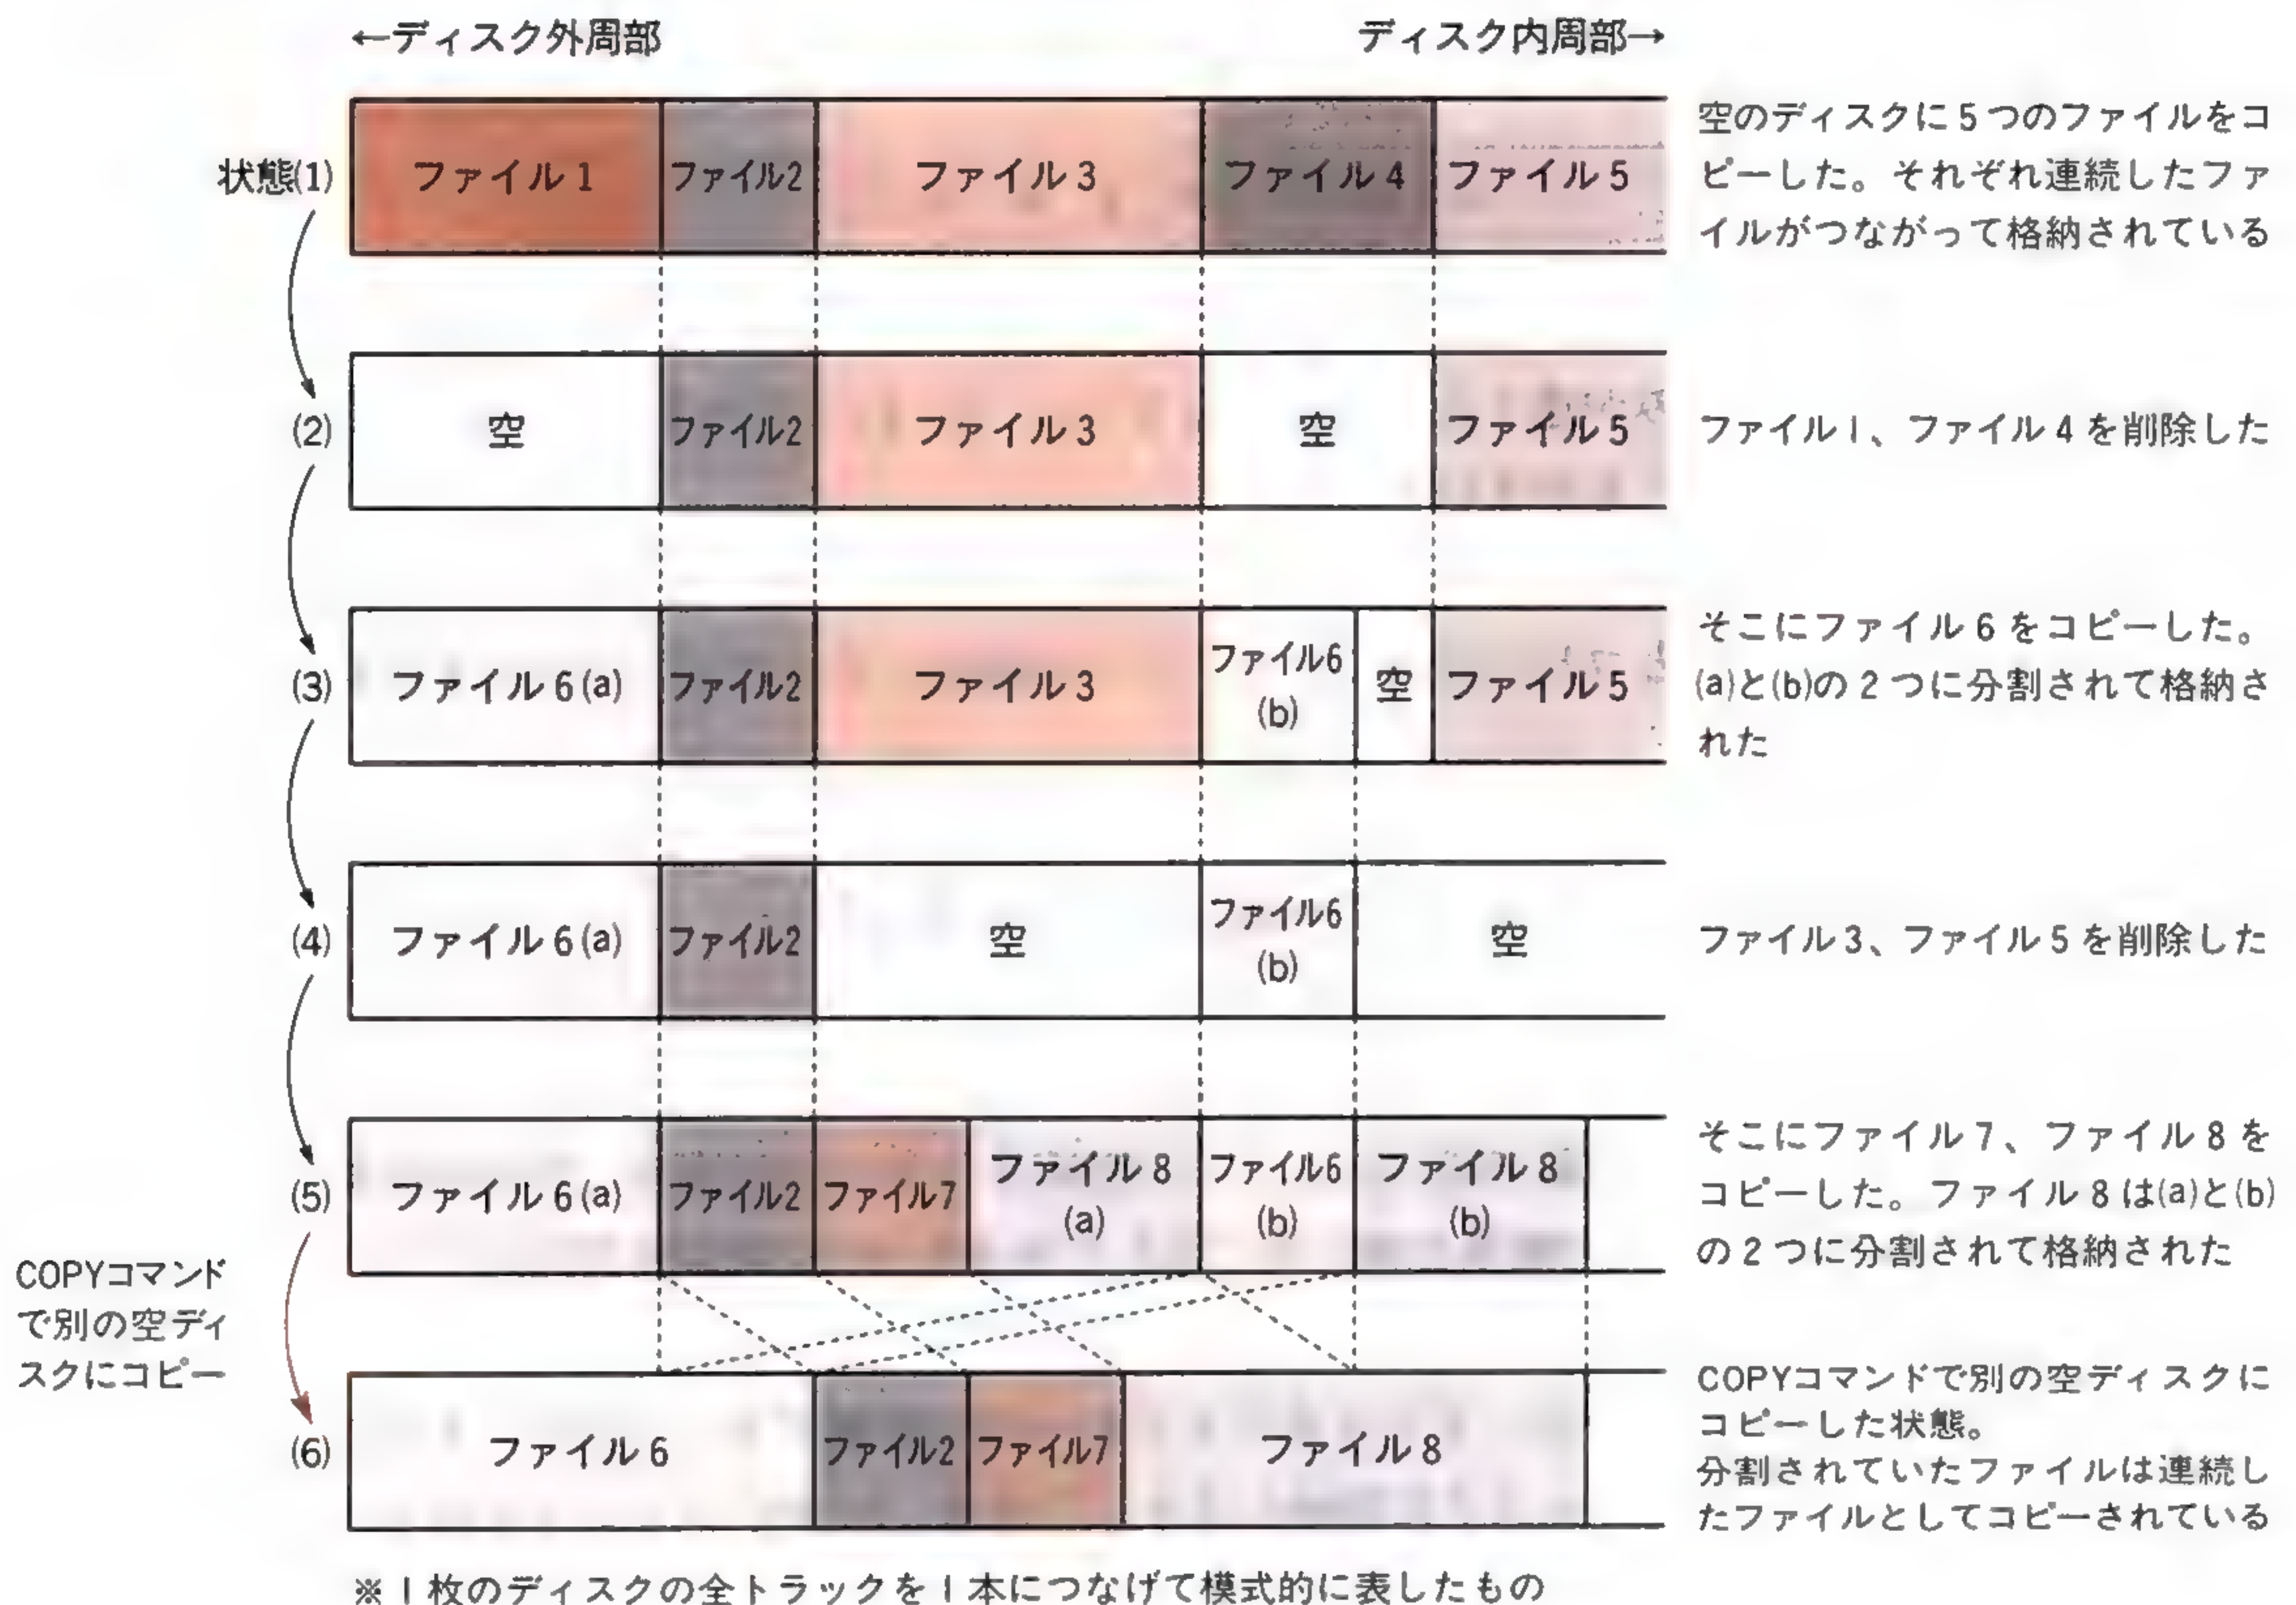 ←ディスク外周部
ディスク内周部→
状態(1)
ファイル1
ファイル2
ファイル3
ファイル4
ファイル5
空のディスクに5つのファイルをコ
ピーした。それぞれ連続したファ
イルがつながって格納されている
(2)
空
ファイル2
ファイル3
空
ファイル5
ファイル1、ファイル4を削除した
(3)
ファイル6(a)
ファイル2
ファイル3
ファイル6
(b)
空
ファイル5
そこにファイル6をコピーした。
(a)と(b)の2つに分割されて格納さ
れた
(4)
ファイル6(a)
ファイル2
空
ファイル6
(b)
空
ファイル3、ファイル5を削除した
(5)
ファイル6(a)
ファイル2
ファイル7
ファイル8
(a)
ファイル6
(b)
ファイル8
(b)
そこにファイル7、ファイル8を
コピーした。ファイル8は(a)と(b)
の2つに分割されて格納された
COPYコマンド
で別の空ディ
スクにコピー
(6)
ファイル6
ファイル2
ファイル7
ファイル8
COPYコマンドで別の空ディスクに
コピーした状態。
分割されていたファイルは連続し
たファイルとしてコピーされている
※1枚のディスクの全トラックを1本につなげて模式的に表したもの